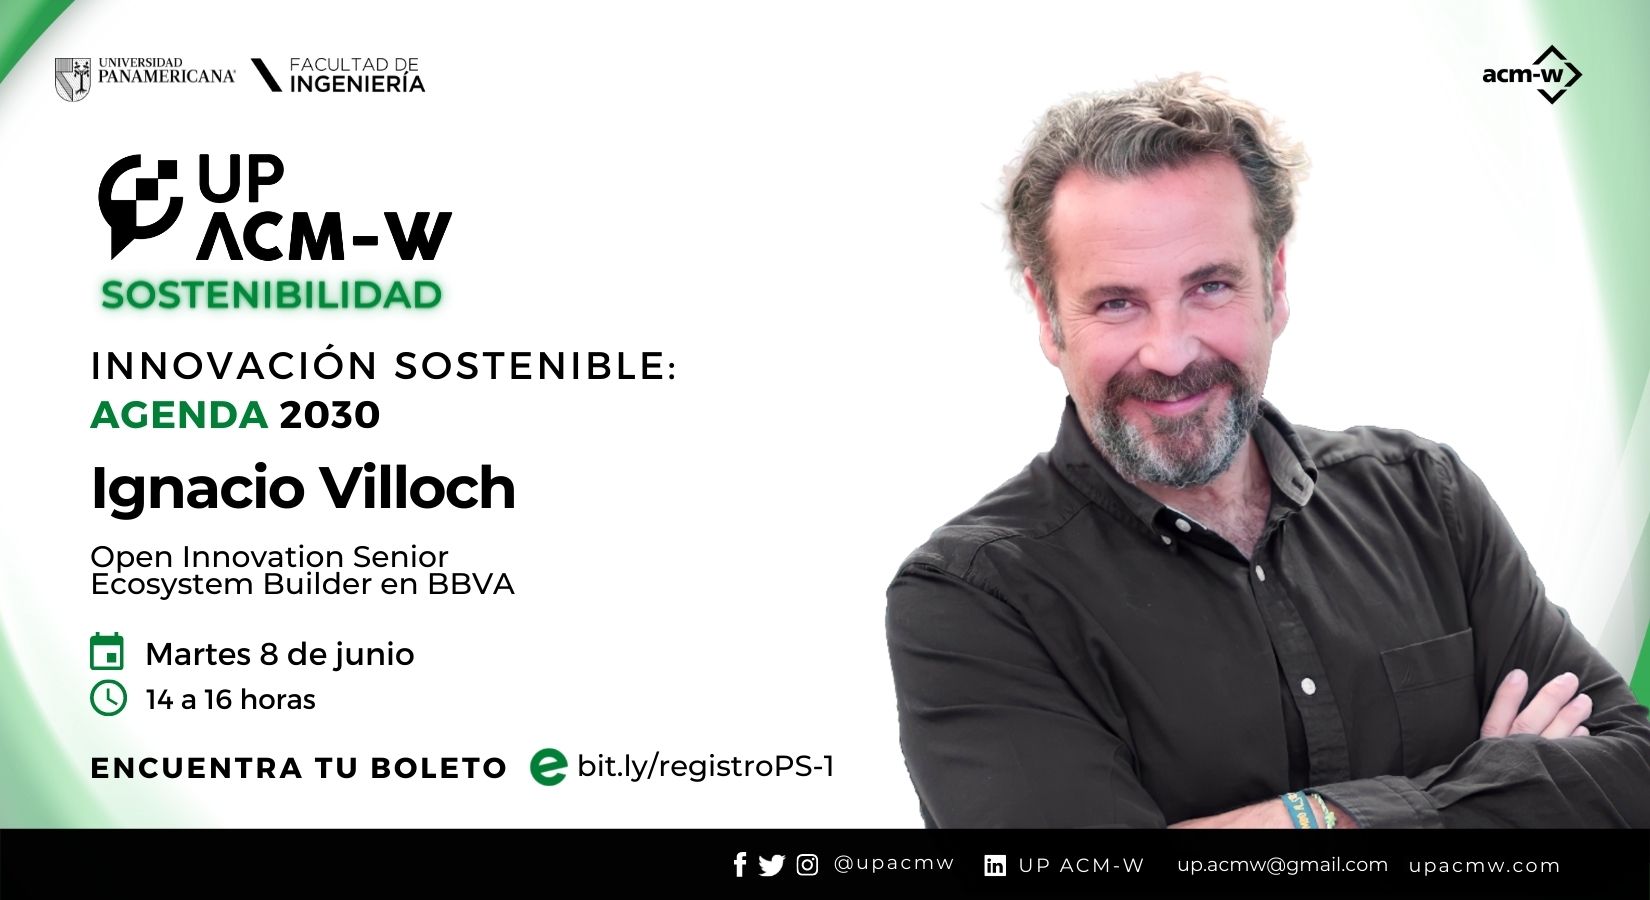 UNIVERSIDAD
PANAMERICANA
FACULTAD DE
INGENIERÍA
acm-w
UP
ACM-W
SOSTENIBILIDAD
INNOVACIÓN SOSTENIBLE:
AGENDA 2030
Ignacio Villoch
Open Innovation Senior
Ecosystem Builder en BBVA
Martes 8 de junio
14 a 16 horas
ENCUENTRA TU BOLETO e bit.ly/registroPS-1
@upacmw UP ACM-W up.acmw@gmail.com upacmw.com